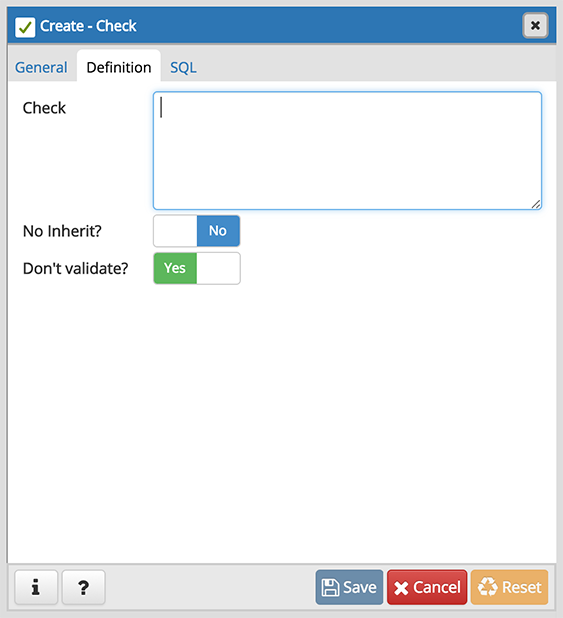 Create - Check
General Definition SQL
Check
No Inherit? No
Don't validate? Yes
i ? Save Cancel Reset